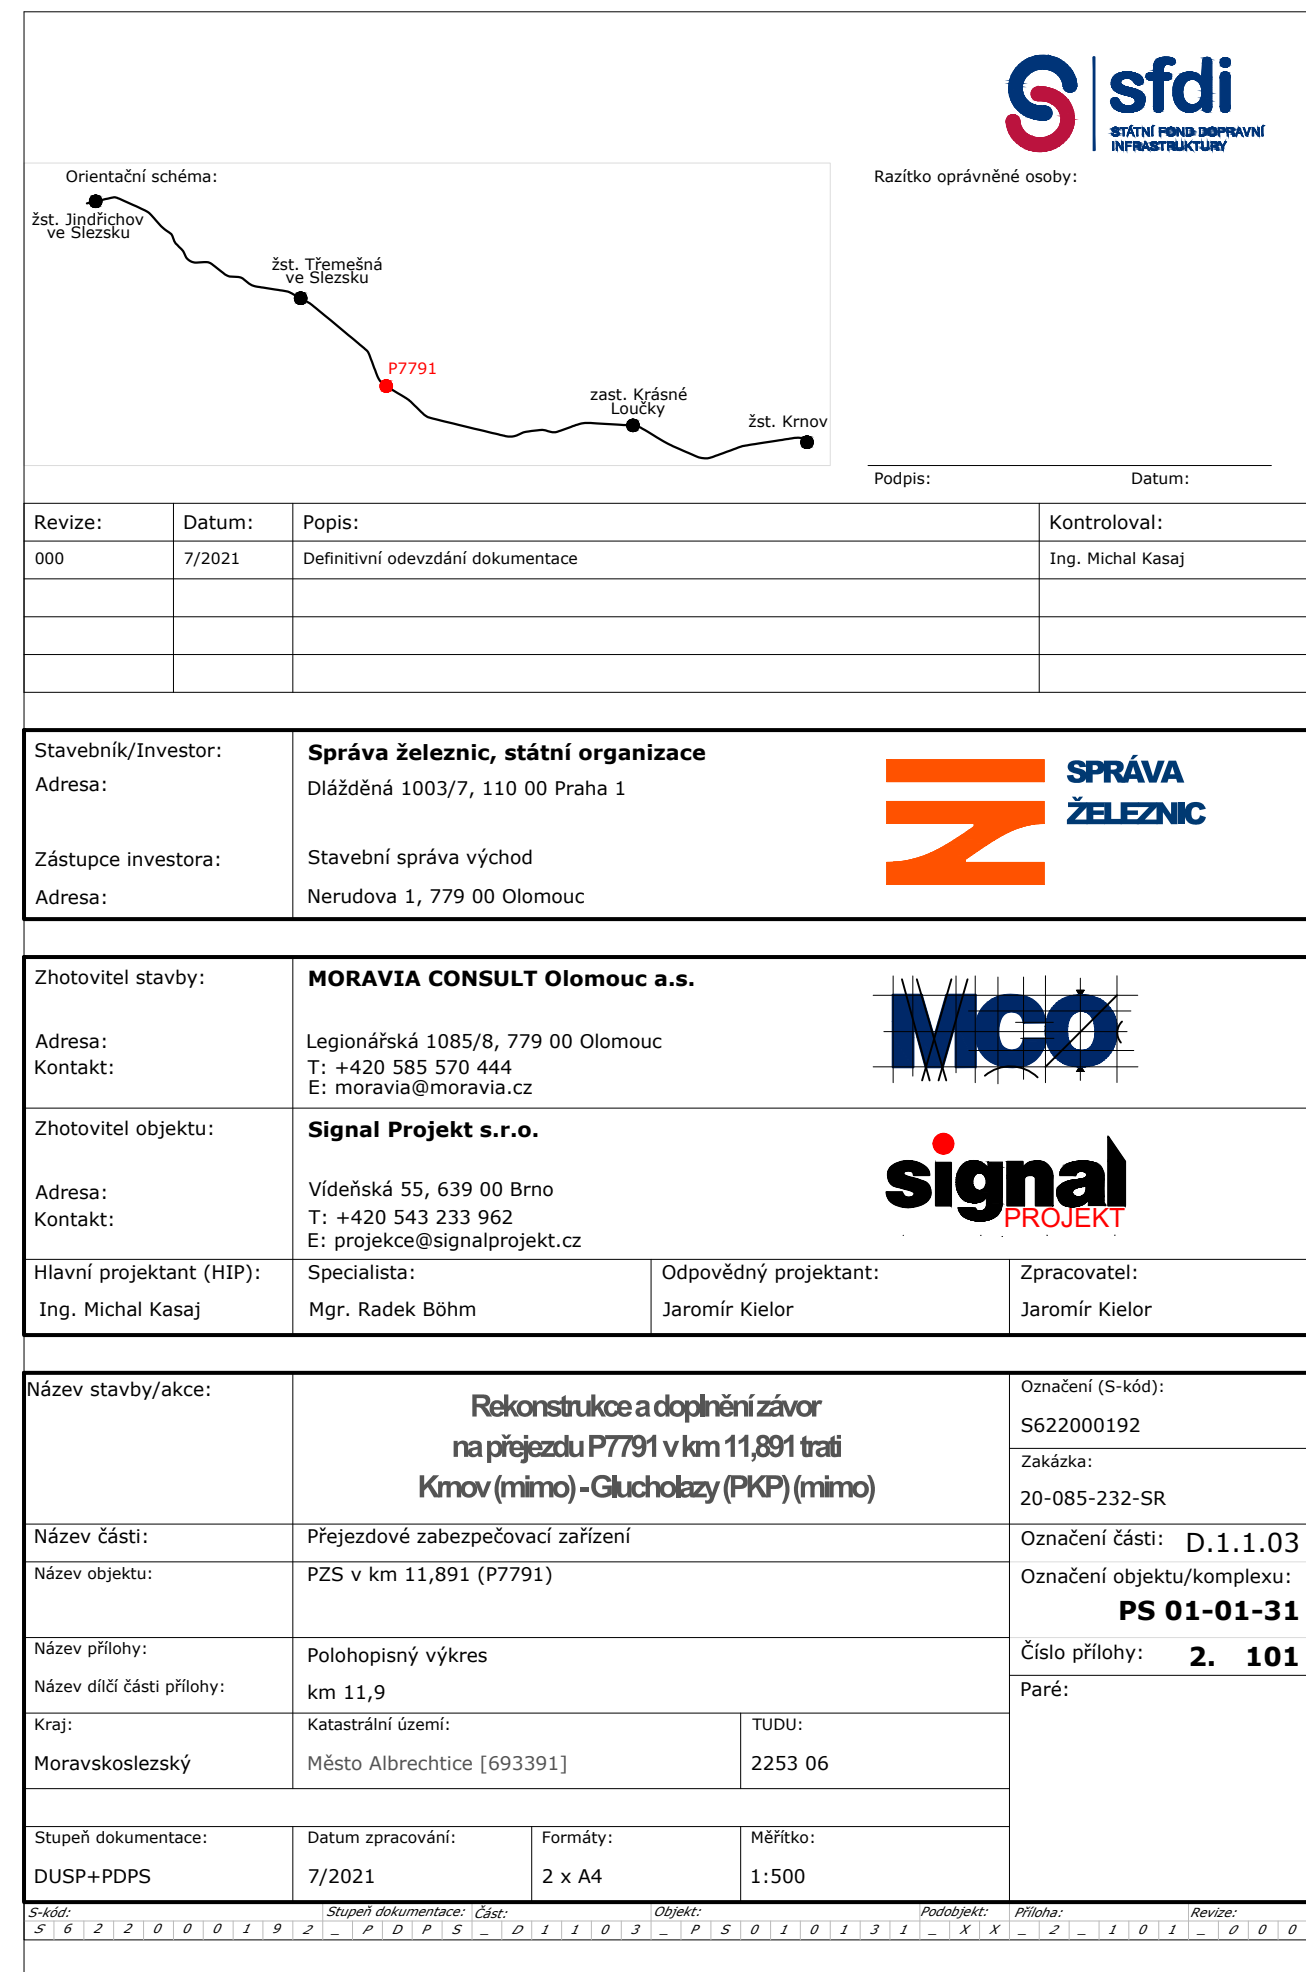 sfdi
STÁTNÍ FOND DOPRAVNÍ
INFRASTRUKTURY
Orientační schéma:
Razítko oprávněné osoby:
žst. Jindřichov
ve Slezsku
žst. Třemešná
ve Slezsku
P7791
zast. Krásné
Loučky
žst. Krnov
Podpis: Datum:
Revize: Datum: Popis: Kontroloval:
000 7/2021 Definitivní odevzdání dokumentace Ing. Michal Kasaj
Stavebník/Investor: Správa železnic, státní organizace
Adresa: Dlážděná 1003/7, 110 00 Praha 1
SPRÁVA
ŽELEZNIC
Zástupce investora: Stavební správa východ
Adresa: Nerudova 1, 779 00 Olomouc
Zhotovitel stavby: MORAVIA CONSULT Olomouc a.s.
MCO
Adresa: Legionářská 1085/8, 779 00 Olomouc
Kontakt: T: +420 585 570 444
E: moravia@moravia.cz
Zhotovitel objektu: Signal Projekt s.r.o.
signal
PROJEKT
Adresa: Vídeňská 55, 639 00 Brno
Kontakt: T: +420 543 233 962
E: projekce@signalprojekt.cz
Hlavní projektant (HIP): Specialista: Odpovědný projektant: Zpracovatel:
Ing. Michal Kasaj Mgr. Radek Böhm Jaromír Kielor Jaromír Kielor
Název stavby/akce:
Rekonstrukce a doplnění závor
na přejezdu P7791 v km 11,891 trati
Krnov (mimo) - Glucholazy (PKP) (mimo)
Označení (S-kód):
S622000192
Zakázka:
20-085-232-SR
Název části: Přejezdové zabezpečovací zařízení
Označení části: D.1.1.03
Název objektu: PZS v km 11,891 (P7791)
Označení objektu/komplexu:
PS 01-01-31
Název přílohy: Polohopisný výkres
Číslo přílohy: 2. 101
Název dílčí části přílohy: km 11,9
Paré:
Kraj: Katastrální území: TUDU:
Moravskoslezský Město Albrechtice [693391] 2253 06
Stupeň dokumentace: Datum zpracování: Formáty: Měřítko:
DUSP+PDPS 7/2021 2 x A4 1:500
S-kód: Stupeň dokumentace: Část: Objekt: Podobjekt: Příloha: Revize:
S 6 2 2 0 0 0 1 9 2 _ P D P S _ D 1 1 0 3 _ P S 0 1 0 1 3 1 _ X X _ 2 _ 1 0 1 _ 0 0 0